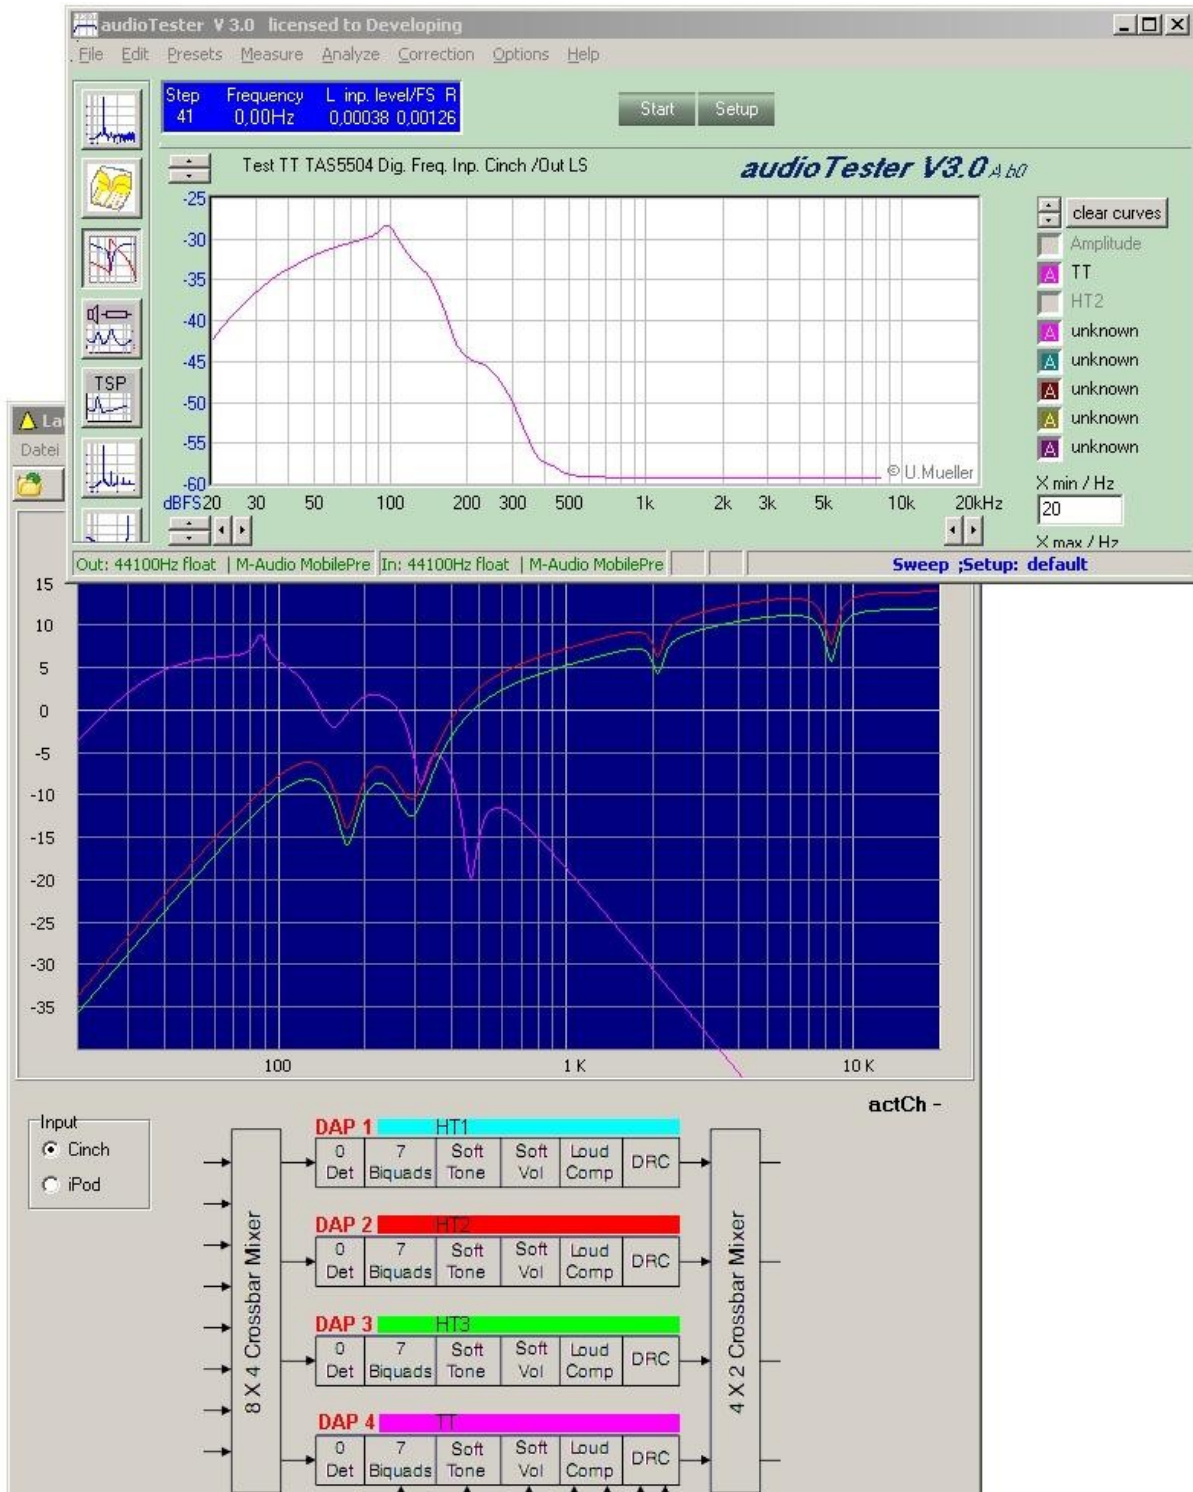 audioTester V 3.0 licensed to Developing
File Edit Presets Measure Analyze Correction Options Help
Step Frequency L inp. level/FS R
41 0,00Hz 0,00038 0,00126
Start Setup
Test TT TAS5504 Dig. Freq. Inp. Cinch /Out LS
audioTester V3.0 A b0
-25
-30
-35
-40
-45
-50
-55
-60
dBFS 20 30 50 100 200 300 500 1k 2k 3k 5k 10k 20kHz
© U.Mueller
clear curves
Amplitude
A TT
HT2
A unknown
A unknown
A unknown
A unknown
A unknown
X min / Hz
20
X max / Hz
TSP
Out: 44100Hz float | M-Audio MobilePre In: 44100Hz float | M-Audio MobilePre Sweep ;Setup: default
Lau
Datei
15
10
5
0
-5
-10
-15
-20
-25
-30
-35
100 1 K 10 K
actCh -
Input
Cinch
iPod
8 X 4 Crossbar Mixer
DAP 1 HT1
0 7 Soft Soft Loud DRC
Det Biquads Tone Vol Comp
DAP 2 HT2
0 7 Soft Soft Loud DRC
Det Biquads Tone Vol Comp
DAP 3 HT3
0 7 Soft Soft Loud DRC
Det Biquads Tone Vol Comp
DAP 4 TT
0 7 Soft Soft Loud DRC
Det Biquads Tone Vol Comp
4 X 2 Crossbar Mixer